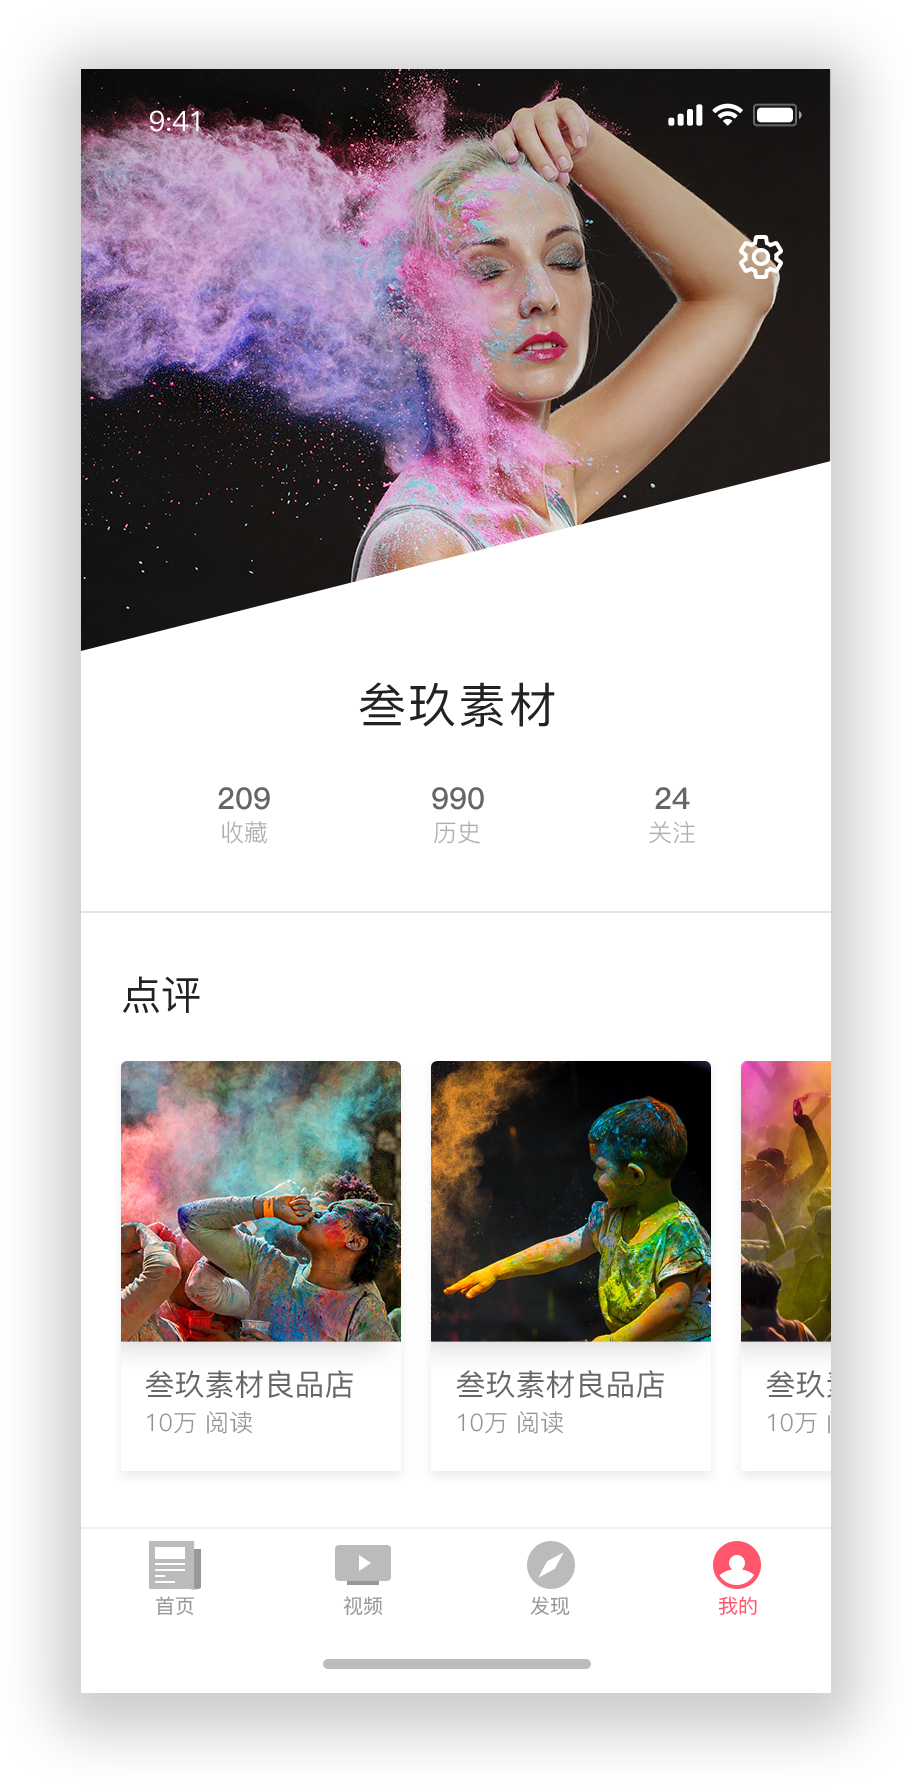 9:41
叁玖素材
209
990
24
收藏
历史
关注
点评
叁玖素材良品店
叁玖素材良品店
叁玖
10万 阅读
10万 阅读
10万
首页
视频
发现
我的